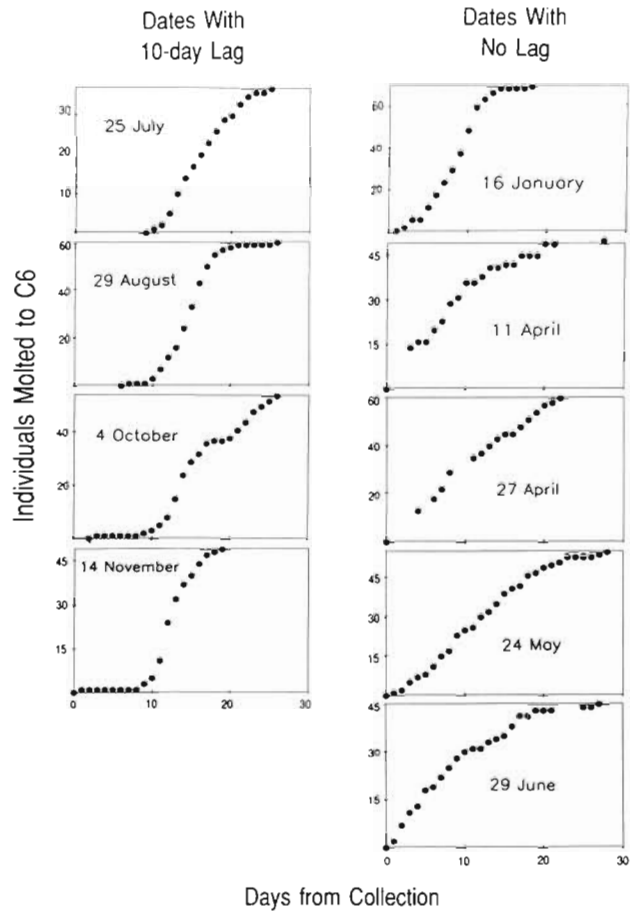 Dates With
10-day Lag
Dates With
No Lag
Individuals Molted to C6
30
20
10
25 July
60
40
20
29 August
40
20
4 October
45
30
15
14 November
0
10
20
30
60
40
20
16 January
45
30
15
11 April
60
40
20
27 April
45
30
15
24 May
45
30
15
29 June
0
10
20
30
Days from Collection